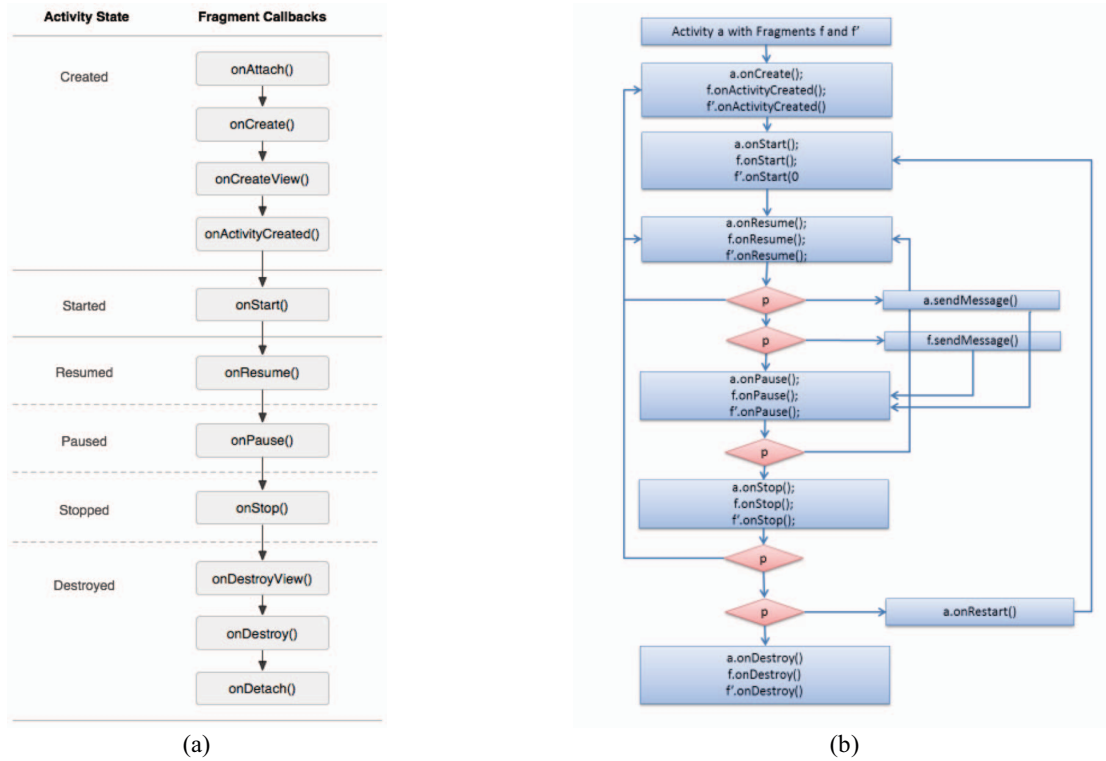 Activity State
Fragment Callbacks
Created
onAttach()
onCreate()
onCreateView()
onActivityCreated()
Started
onStart()
Resumed
onResume()
Paused
onPause()
Stopped
onStop()
Destroyed
onDestroyView()
onDestroy()
onDetach()
(a)
Activity a with Fragments f and f'
a.onCreate();
f.onActivityCreated();
f'.onActivityCreated()
a.onStart();
f.onStart();
f'.onStart(0
a.onResume();
f.onResume();
f'.onResume();
p
a.sendMessage()
p
f.sendMessage()
a.onPause();
f.onPause();
f'.onPause();
p
a.onStop();
f.onStop();
f'.onStop();
p
p
a.onRestart()
a.onDestroy()
f.onDestroy()
f'.onDestroy()
(b)